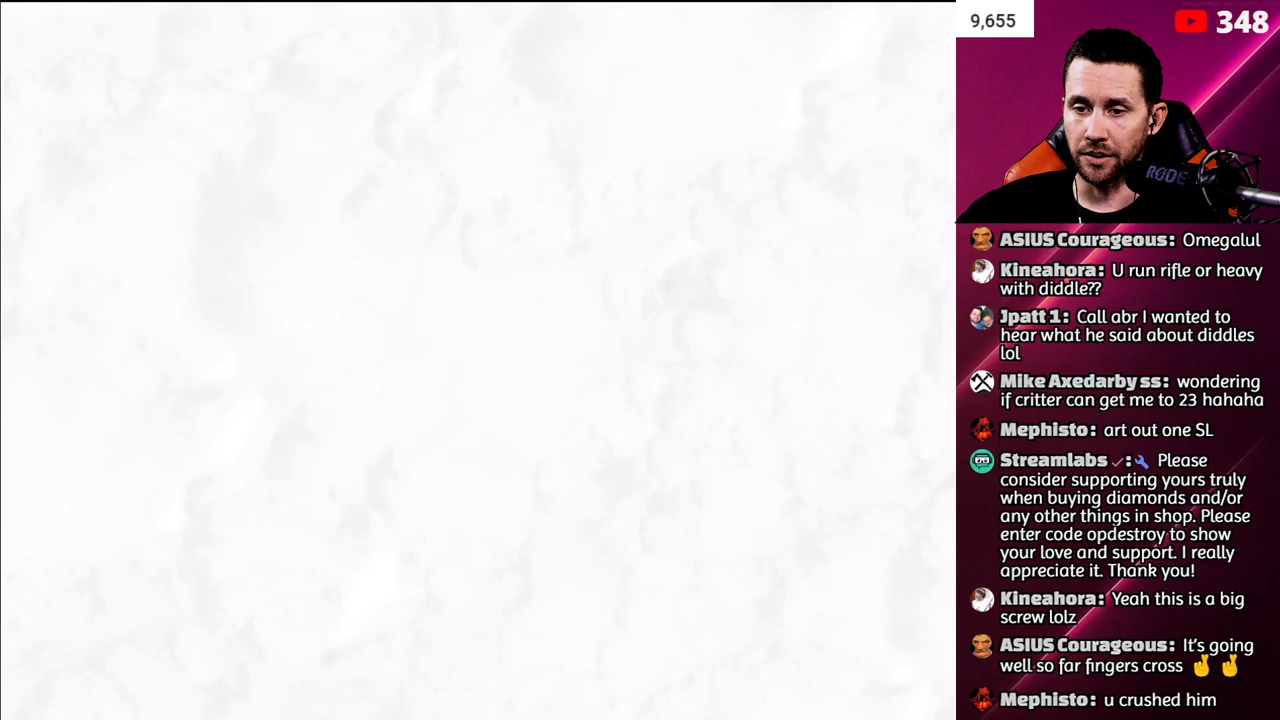 9,655
348
RØDE
ASIUS Courageous: Omegalul
Kineahora: U run rifle or heavy
with diddle??
Jpatt 1: Call abr I wanted to
hear what he said about diddles
lol
Mike Axedarby ss: wondering
if critter can get me to 23 hahaha
Mephisto: art out one SL
Streamlabs ✓:🔧 Please
consider supporting yours truly
when buying diamonds and/or
any other things in shop. Please
enter code opdestroy to show
your love and support. I really
appreciate it. Thank you!
Kineahora: Yeah this is a big
screw lolz
ASIUS Courageous: It's going
well so far fingers cross 🤞 🤞
Mephisto: u crushed him